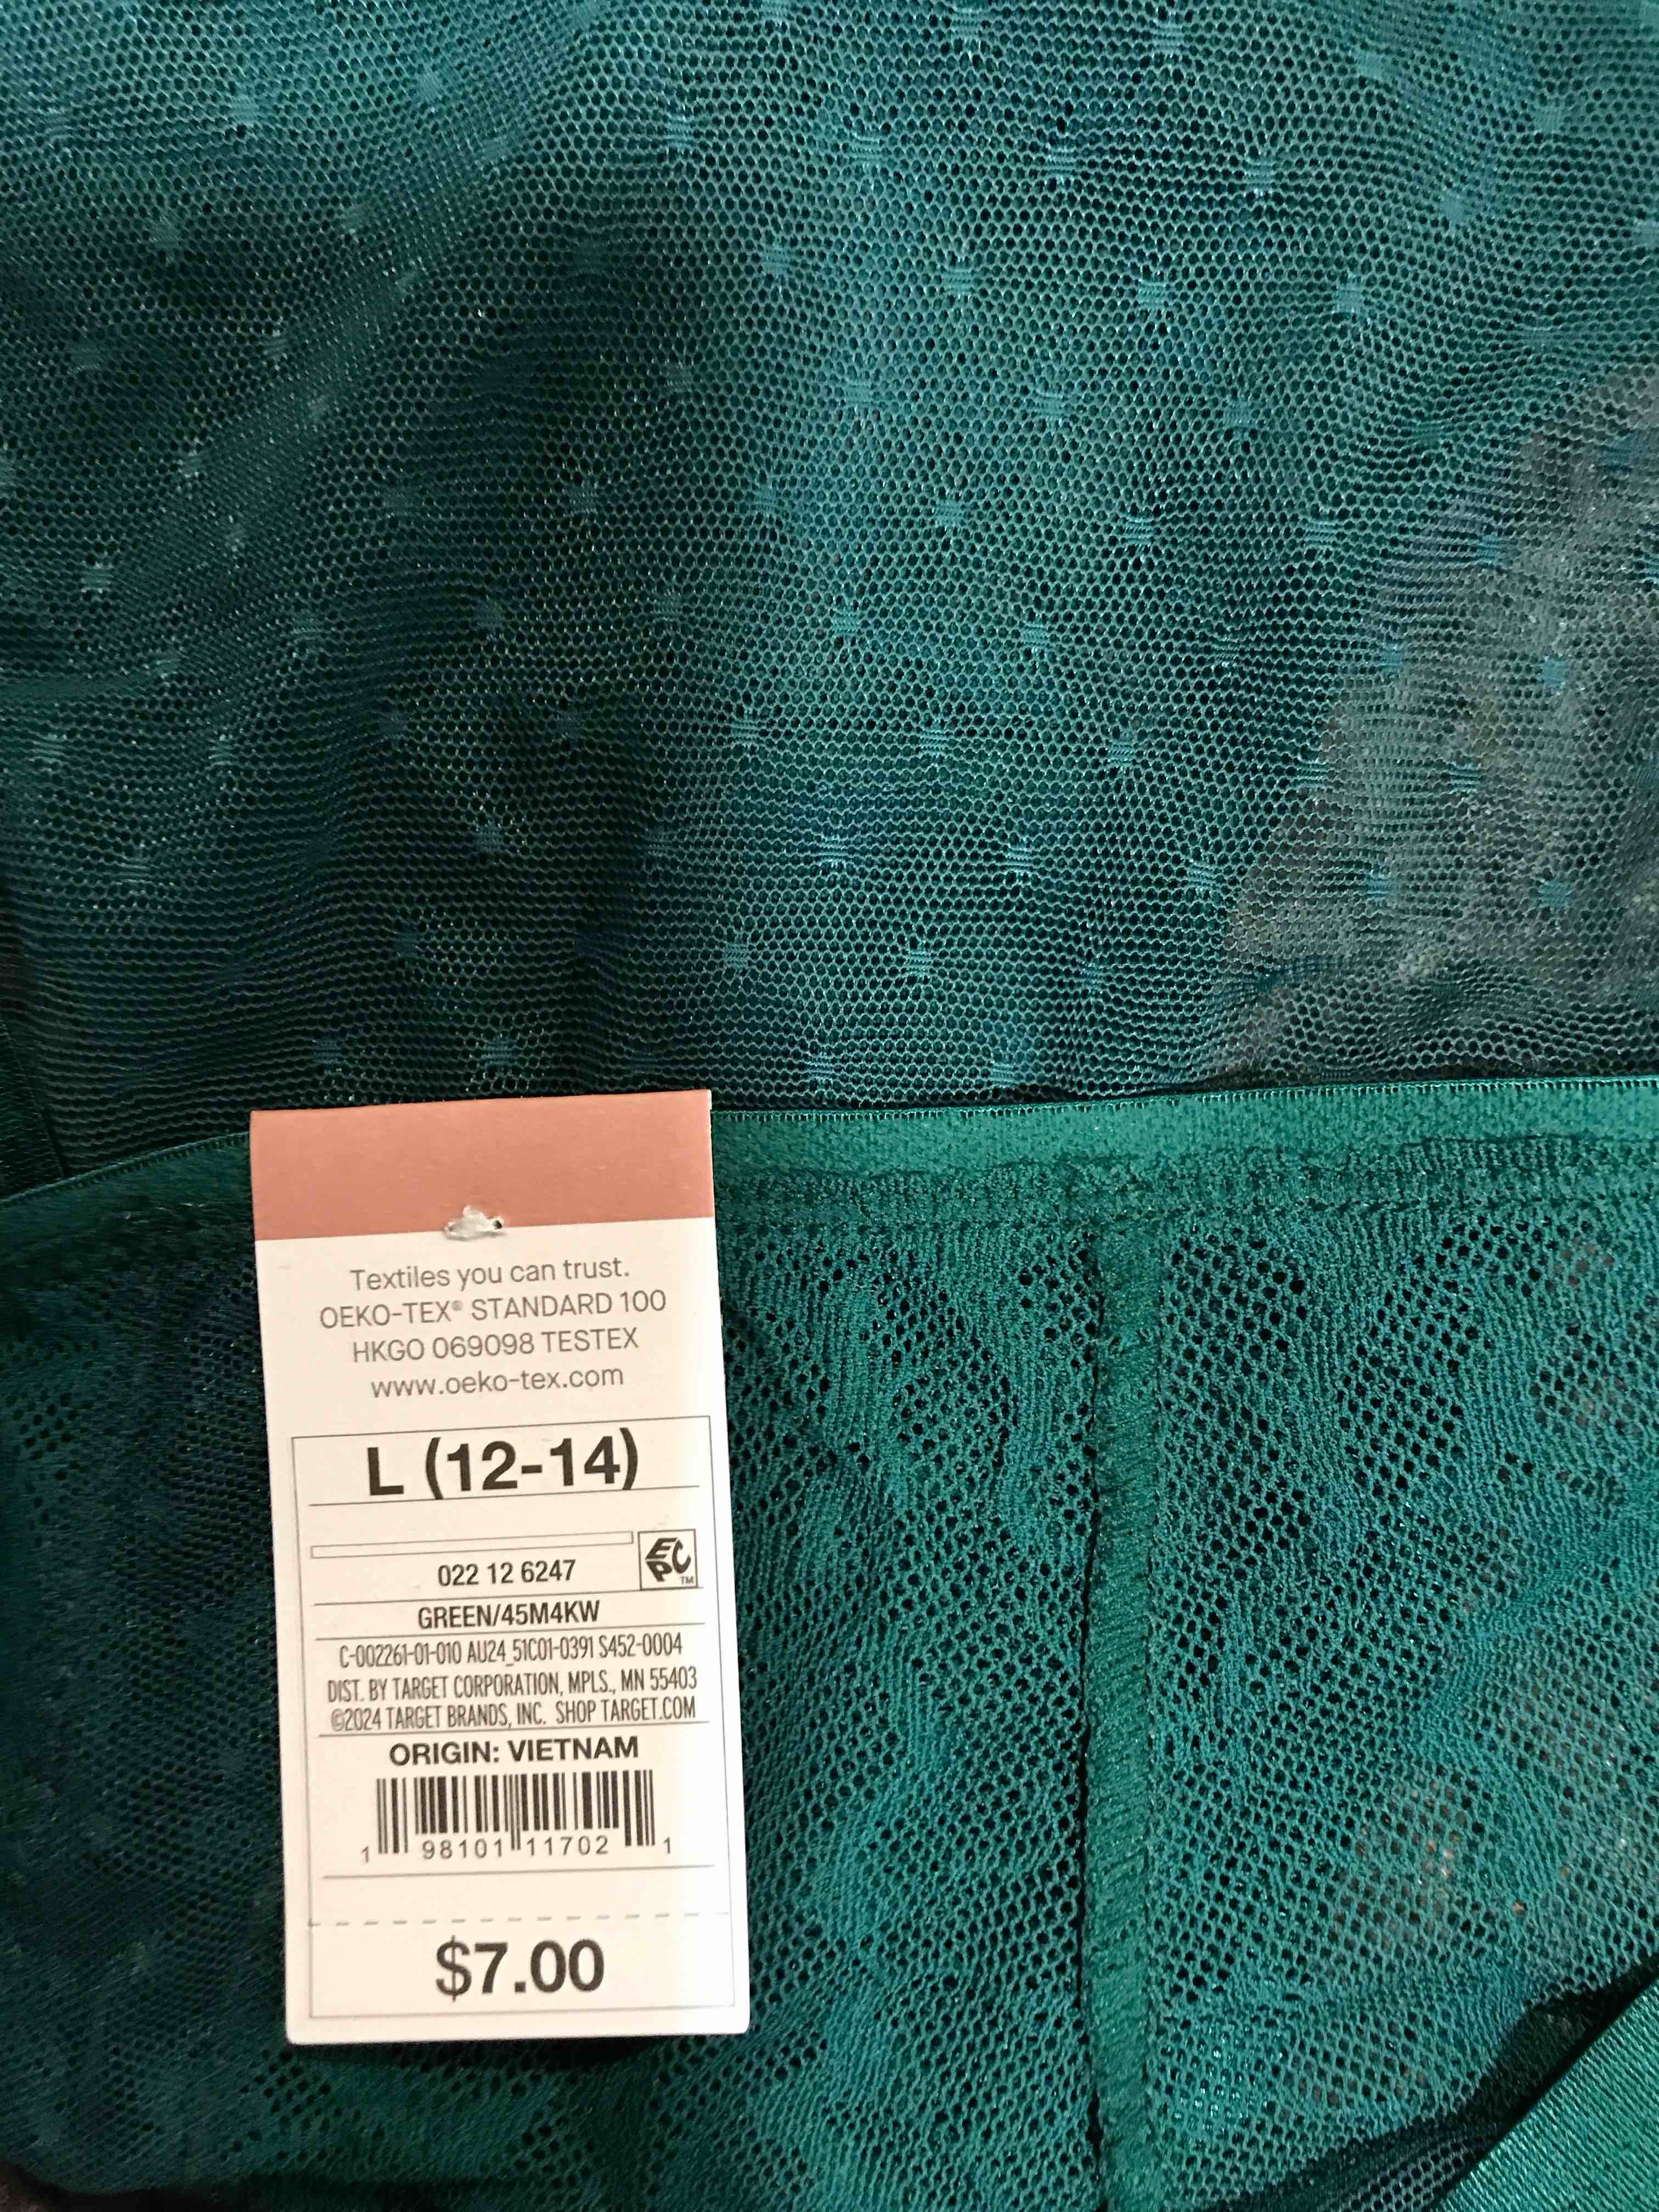 Textiles you can trust.
OEKO-TEX® STANDARD 100
HKGO 069098 TESTEX
www.oeko-tex.com
L (12-14)
EPC™
022 12 6247
GREEN/45M4KW
C-002261-01-010 AU24_51C01-0391 S452-0004
DIST. BY TARGET CORPORATION, MPLS., MN 55403
©2024 TARGET BRANDS, INC. SHOP TARGET.COM
ORIGIN: VIETNAM
1 98101 11702 1
$7.00